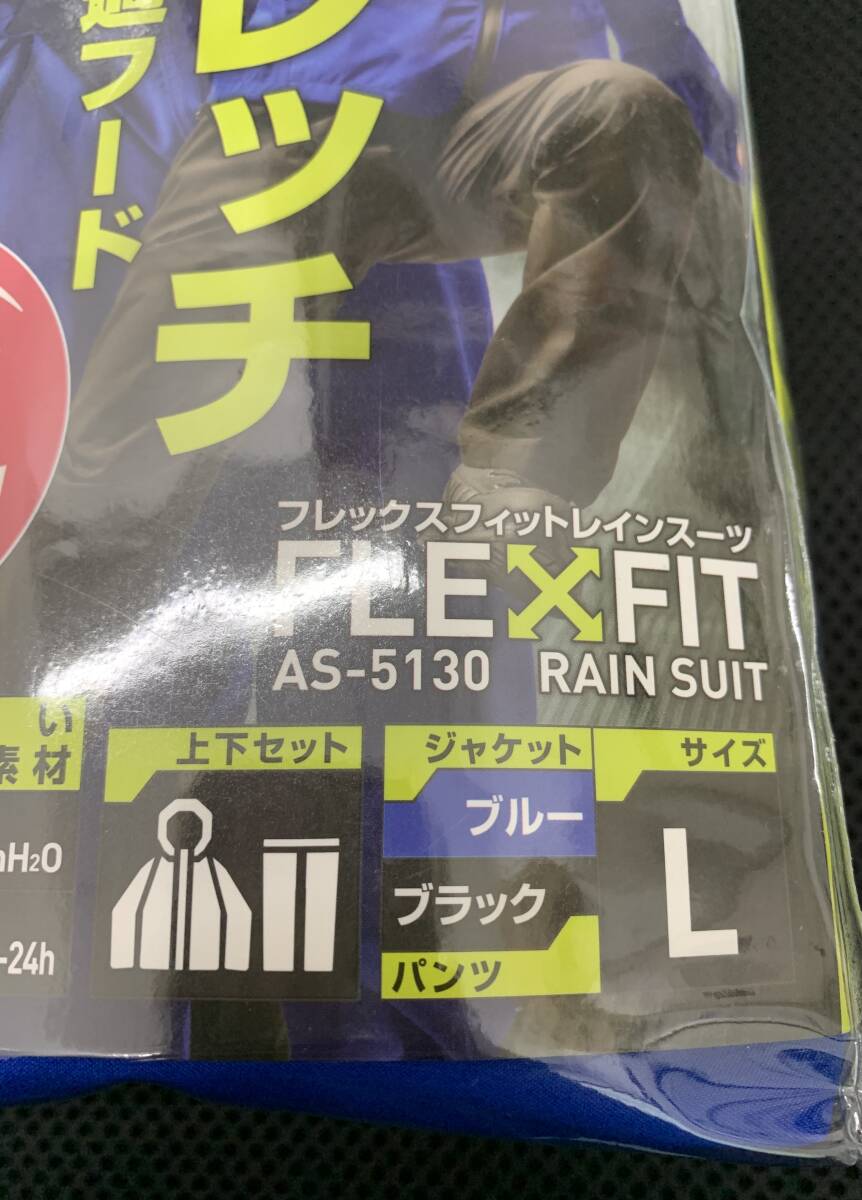 レッチ
過フード
フレックスフィットレインスーツ
FLEXFIT
AS-5130 RAIN SUIT
い
素材
mH₂O
-24h
上下セット
ジャケット
ブルー
ブラック
パンツ
サイズ
L